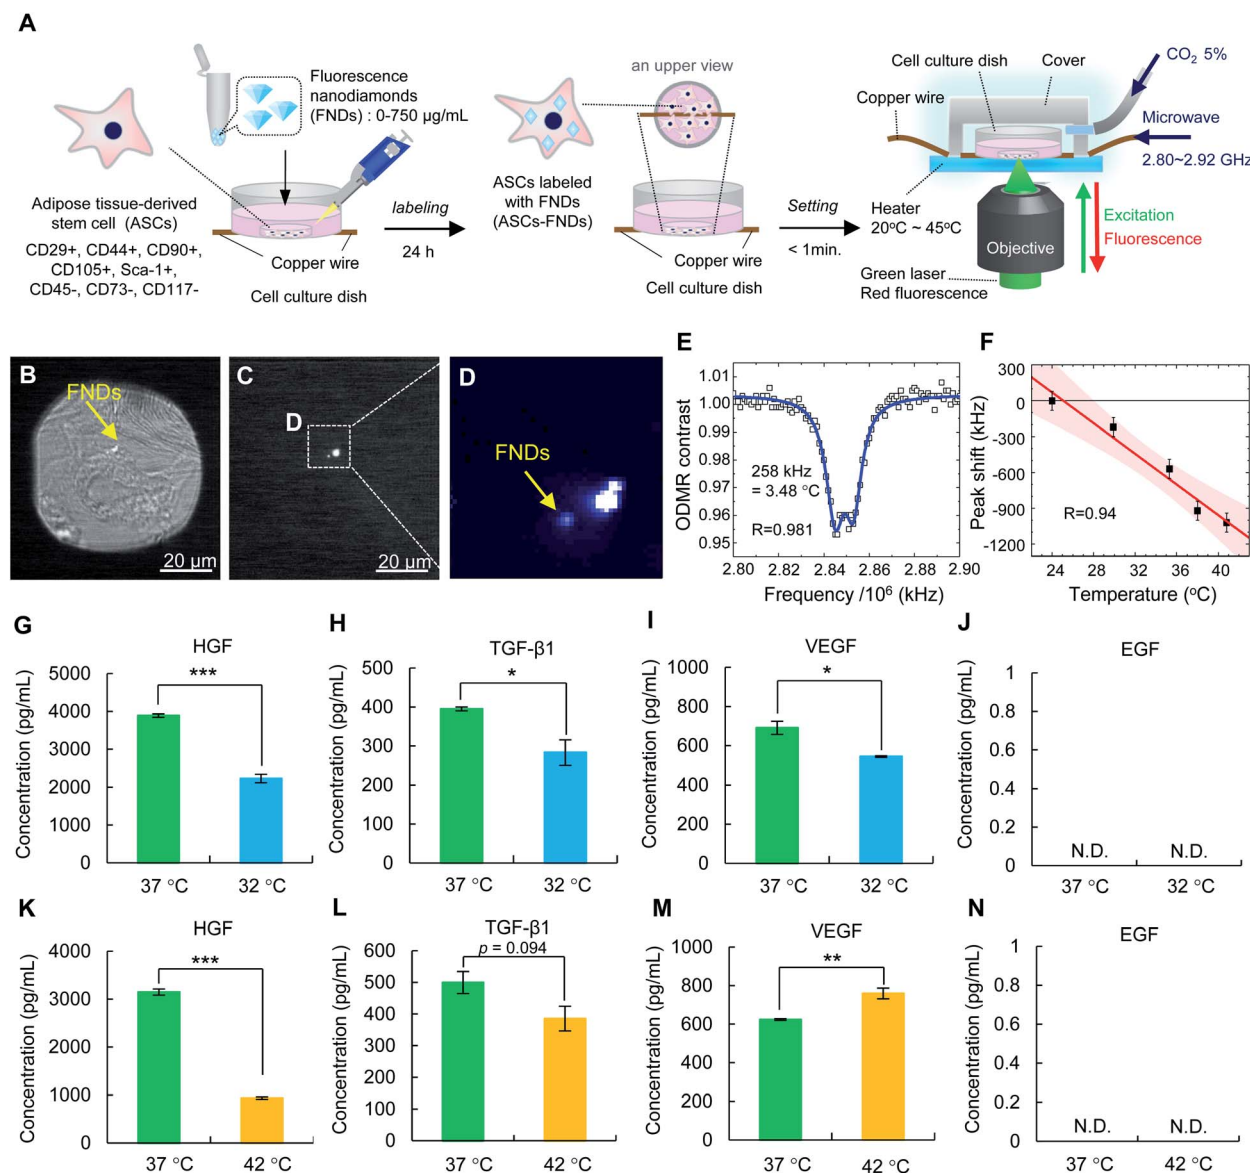 A
Fluorescence
nanodiamonds
(FNDs) : 0-750 µg/mL
Adipose tissue-derived
stem cell (ASCs)
CD29+, CD44+, CD90+,
CD105+, Sca-1+,
CD45-, CD73-, CD117-
Copper wire
Cell culture dish
labeling
24 h
an upper view
ASCs labeled
with FNDs
(ASCs-FNDs)
Copper wire
Cell culture dish
Setting
< 1min.
Cell culture dish
Cover
CO2 5%
Copper wire
Microwave
2.80~2.92 GHz
Heater
20°C ~ 45°C
Objective
Excitation
Fluorescence
Green laser
Red fluorescence
B
FNDs
20 µm
C
D
20 µm
D
FNDs
E
ODMR contrast
1.01
1.00
0.99
0.98
0.97
0.96
0.95
258 kHz
= 3.48 °C
R=0.981
2.80 2.82 2.84 2.86 2.88 2.90
Frequency /10⁶ (kHz)
F
Peak shift (kHz)
300
0
-300
-600
-900
-1200
R=0.94
24 28 32 36 40
Temperature (°C)
G
HGF
***
Concentration (pg/mL)
5000
4000
3000
2000
1000
0
37 °C 32 °C
H
TGF-β1
*
Concentration (pg/mL)
500
400
300
200
100
0
37 °C 32 °C
I
VEGF
*
Concentration (pg/mL)
1000
800
600
400
200
0
37 °C 32 °C
J
EGF
Concentration (pg/mL)
1
0.8
0.6
0.4
0.2
0
N.D. N.D.
37 °C 32 °C
K
HGF
***
Concentration (pg/mL)
4000
3000
2000
1000
0
37 °C 42 °C
L
TGF-β1
p = 0.094
Concentration (pg/mL)
600
500
400
300
200
100
0
37 °C 42 °C
M
VEGF
**
Concentration (pg/mL)
1000
800
600
400
200
0
37 °C 42 °C
N
EGF
Concentration (pg/mL)
1
0.8
0.6
0.4
0.2
0
N.D. N.D.
37 °C 42 °C